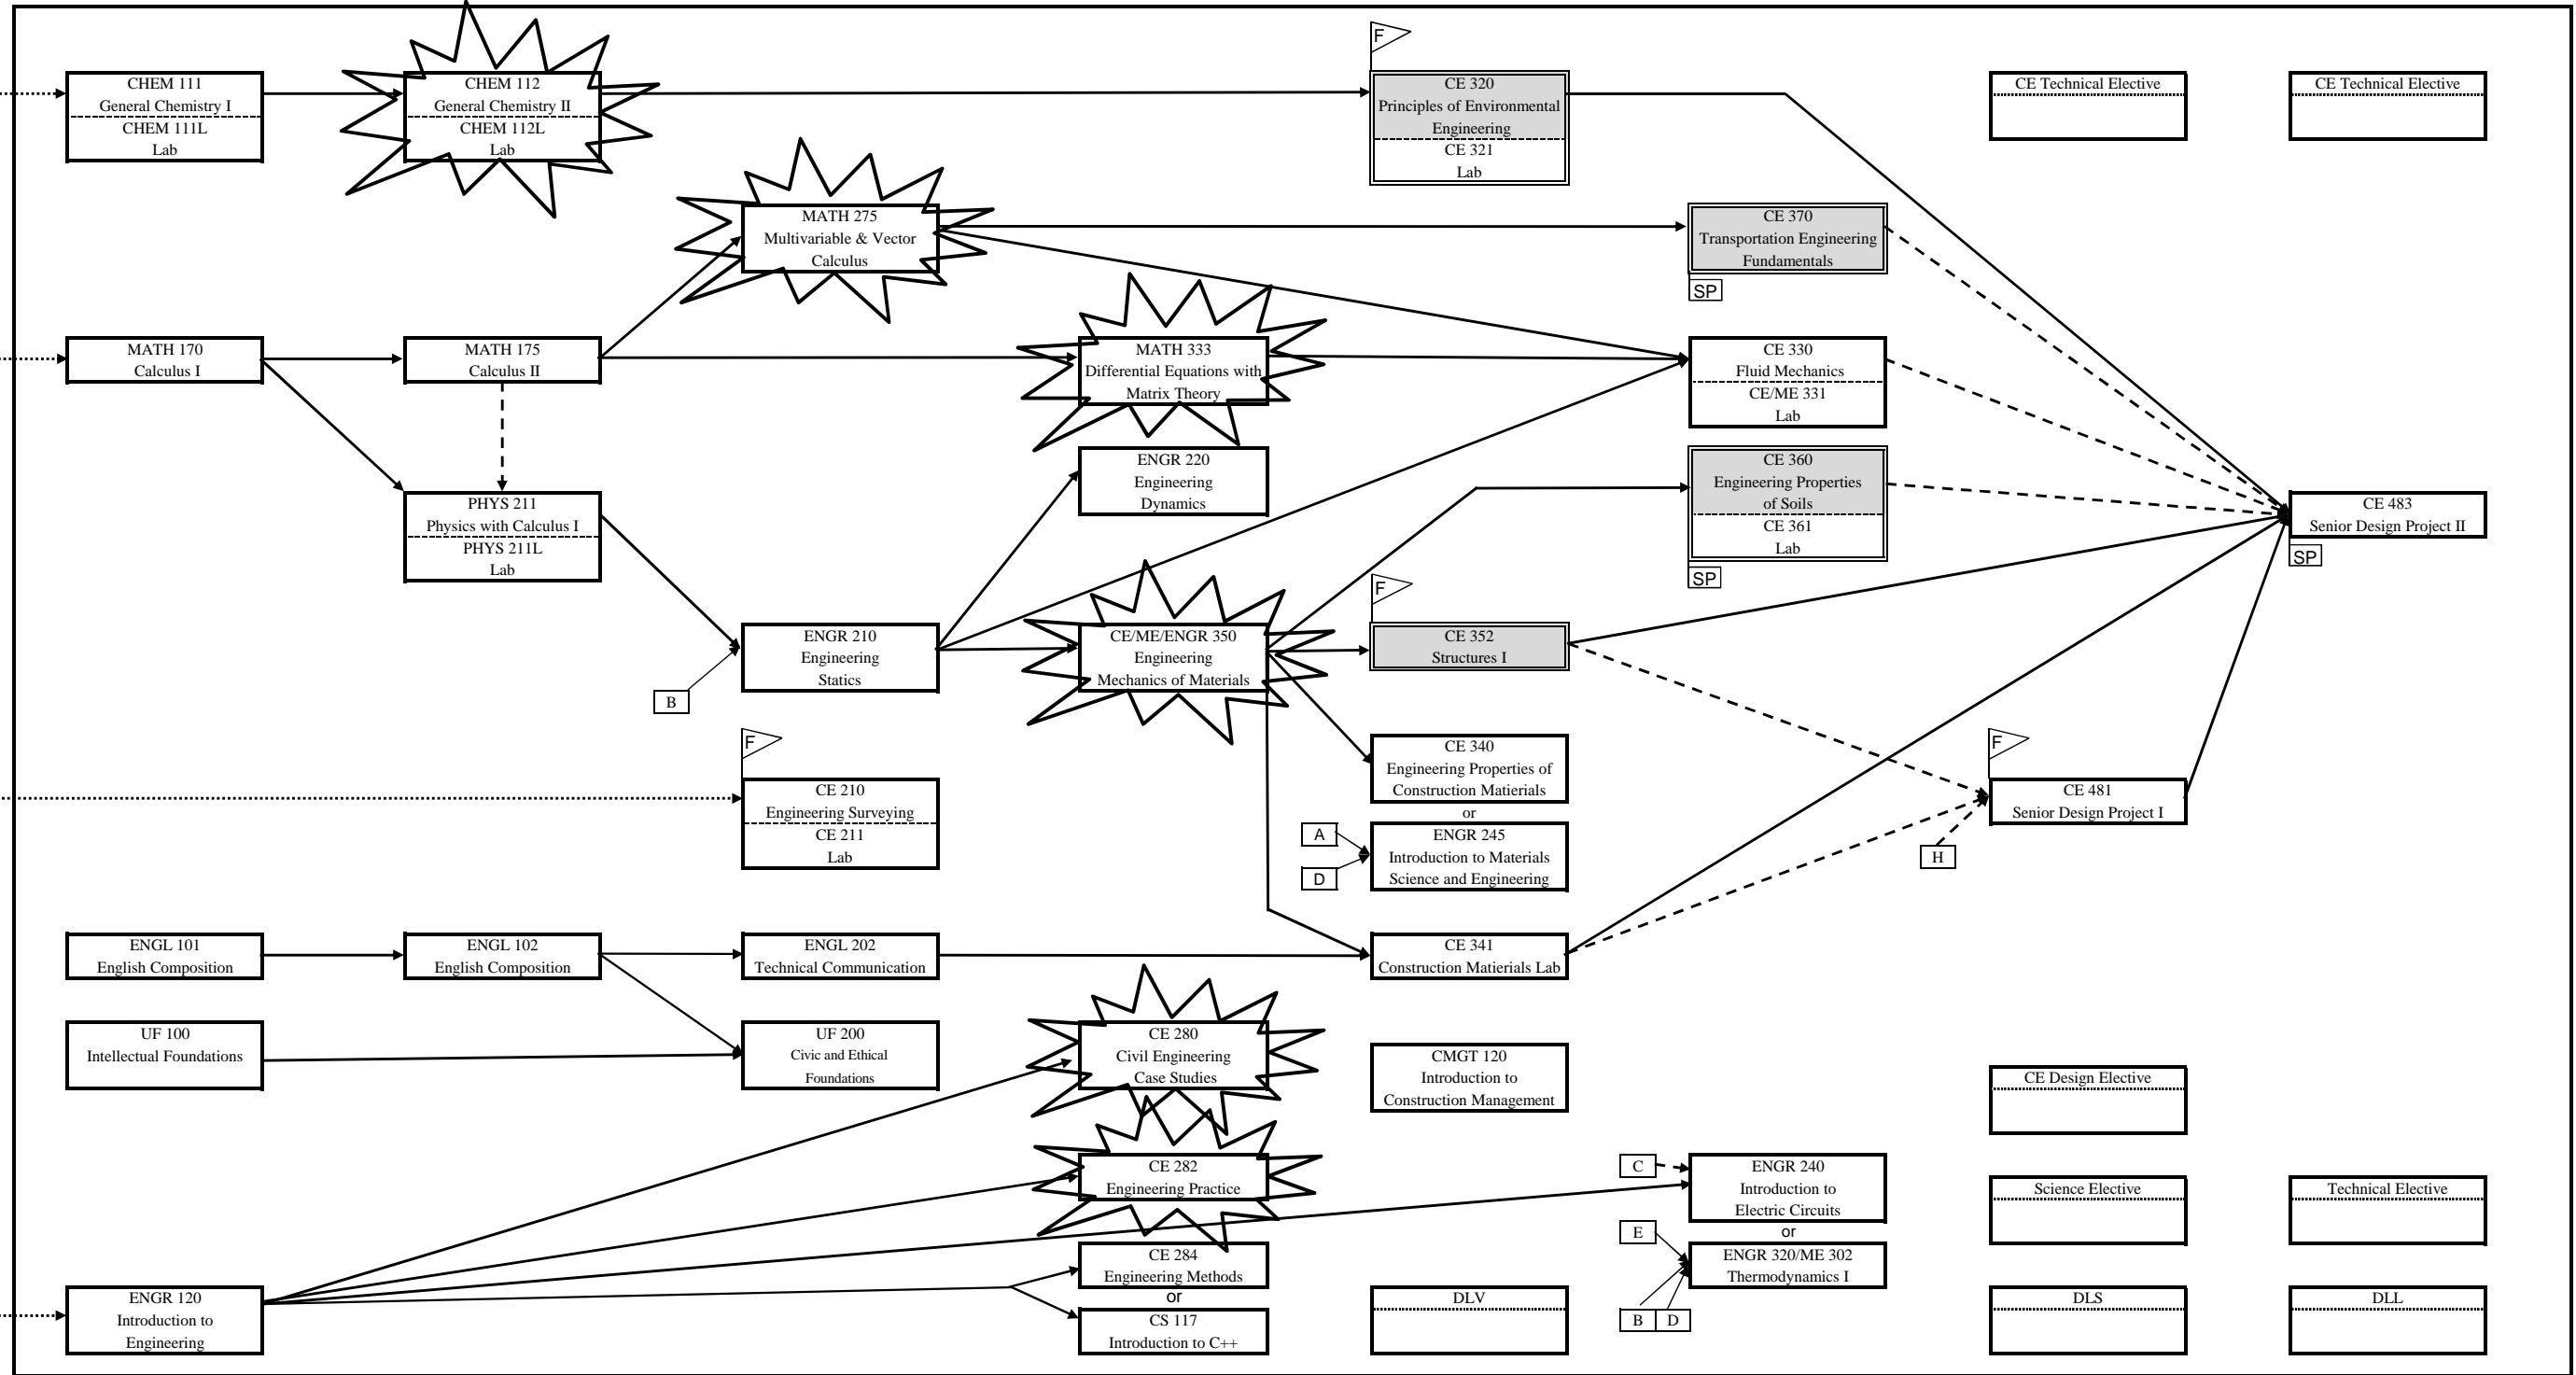 F
CHEM 111
General Chemistry I
CHEM 111L
Lab
CHEM 112
General Chemistry II
CHEM 112L
Lab
CE 320
Principles of Environmental
Engineering
CE 321
Lab
CE Technical Elective
CE Technical Elective
MATH 275
Multivariable & Vector
Calculus
CE 370
Transportation Engineering
Fundamentals
SP
MATH 170
Calculus I
MATH 175
Calculus II
MATH 333
Differential Equations with
Matrix Theory
CE 330
Fluid Mechanics
CE/ME 331
Lab
ENGR 220
Engineering
Dynamics
CE 360
Engineering Properties
of Soils
CE 361
Lab
SP
PHYS 211
Physics with Calculus I
PHYS 211L
Lab
CE 483
Senior Design Project II
SP
F
ENGR 210
Engineering
Statics
B
CE/ME/ENGR 350
Engineering
Mechanics of Materials
CE 352
Structures I
F
CE 210
Engineering Surveying
CE 211
Lab
CE 340
Engineering Properties of
Construction Matierials
or
ENGR 245
Introduction to Materials
Science and Engineering
A
D
F
CE 481
Senior Design Project I
H
ENGL 101
English Composition
ENGL 102
English Composition
ENGL 202
Technical Communication
CE 341
Construction Matierials Lab
UF 100
Intellectual Foundations
UF 200
Civic and Ethical
Foundations
CE 280
Civil Engineering
Case Studies
CMGT 120
Introduction to
Construction Management
CE Design Elective
CE 282
Engineering Practice
C
ENGR 240
Introduction to
Electric Circuits
or
ENGR 320/ME 302
Thermodynamics I
E
B
D
Science Elective
Technical Elective
ENGR 120
Introduction to
Engineering
CE 284
Engineering Methods
or
CS 117
Introduction to C++
DLV
DLS
DLL